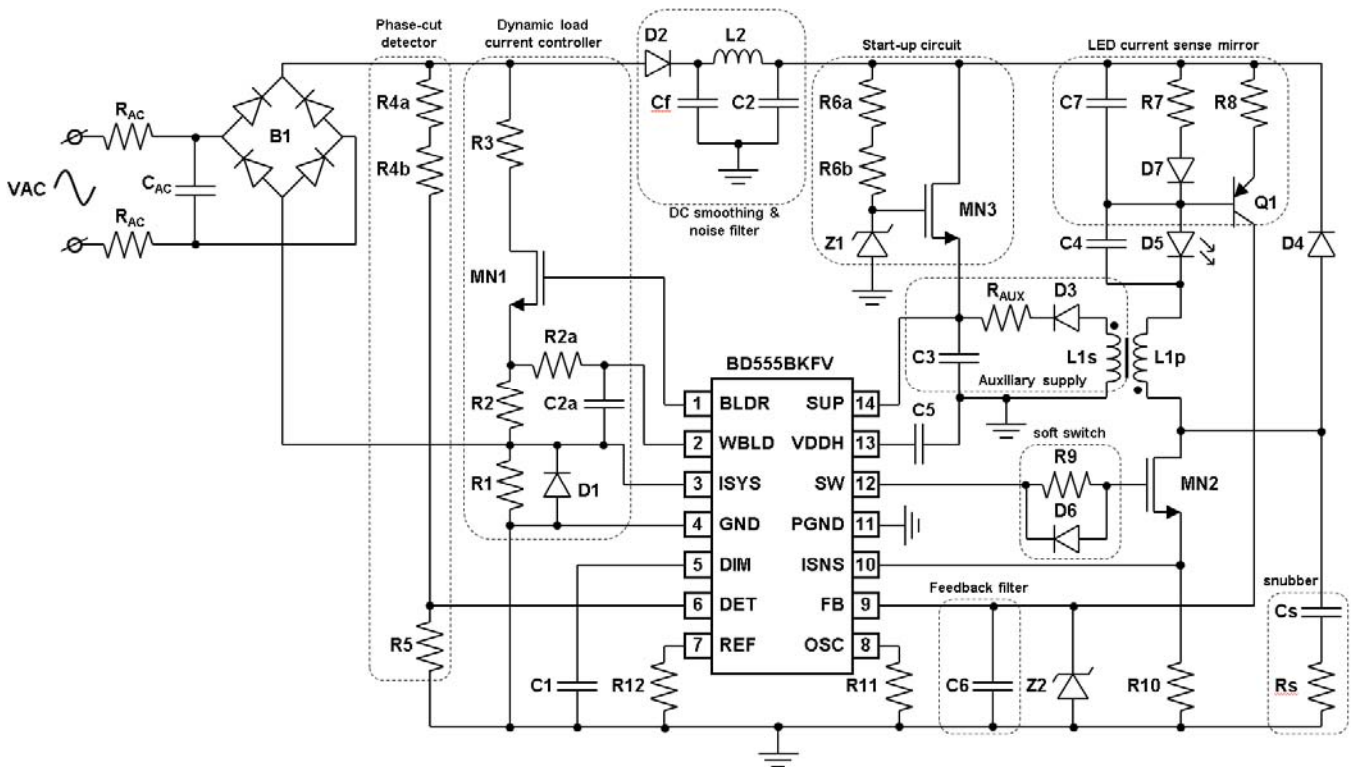 Phase-cut
detector
Dynamic load
current controller
D2
L2
Start-up circuit
LED current sense mirror
R4a
R4b
Cf
C2
R6a
R6b
C7
R7
R8
RAC
B1
R3
D7
VAC
CAC
RAC
DC smoothing &
noise filter
MN3
Z1
Q1
C4
D5
D4
MN1
RAUX
D3
R2a
C3
L1s
L1p
BD555BKFV
Auxiliary supply
R2
C2a
1 BLDR SUP 14
C5
2 WBLD VDDH 13
soft switch
R1
D1
3 ISYS SW 12
R9
D6
MN2
4 GND PGND 11
5 DIM ISNS 10
Feedback filter
snubber
6 DET FB 9
Cs
R5
7 REF OSC 8
C1
R12
R11
C6
Z2
R10
Rs